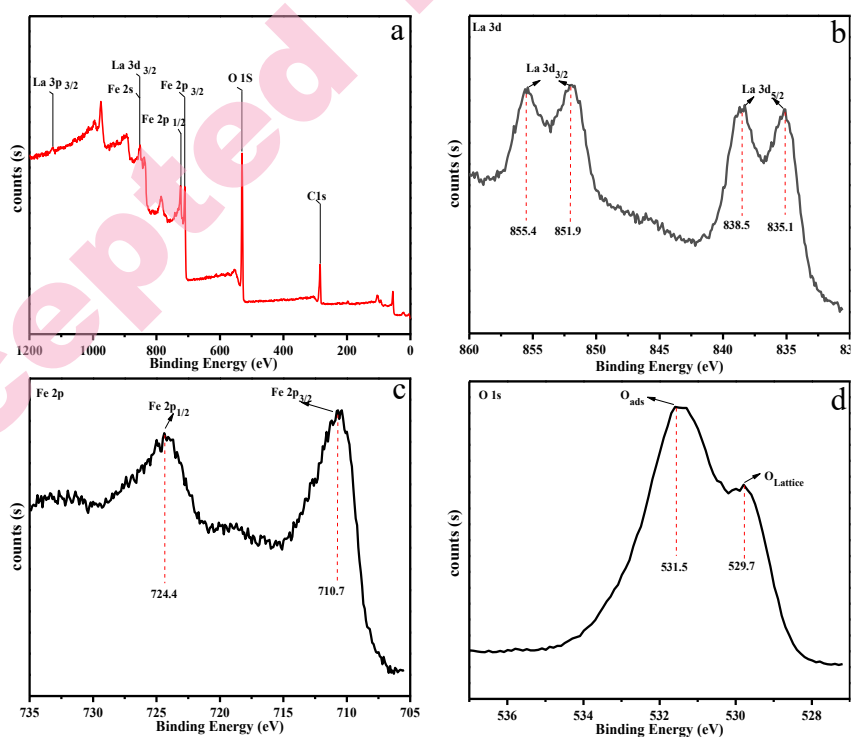 a
La 3p 3/2
La 3d 3/2
Fe 2s
Fe 2p 3/2
Fe 2p 1/2
O 1S
C1s
counts (s)
1200 1000 800 600 400 200 0
Binding Energy (eV)
b
La 3d
La 3d3/2
La 3d5/2
855.4
851.9
838.5
835.1
counts (s)
860 855 850 845 840 835 83
Binding Energy (eV)
c
Fe 2p
Fe 2p1/2
Fe 2p3/2
724.4
710.7
counts (s)
735 730 725 720 715 710 705
Binding Energy (eV)
d
O 1s
Oads
OLattice
531.5
529.7
counts (s)
536 534 532 530 528
Binding Energy (eV)
cepted